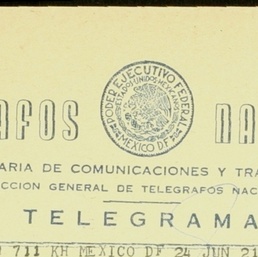 PODER EJECUTIVO FEDERAL
ESTADOS UNIDOS MEXICANOS
MEXICO DF
AFOS NA
ARIA DE COMUNICACIONES Y TRA
CCION GENERAL DE TELEGRAFOS NAC
TELEGRAMA
711 KH MEXICO DF 24 JUN 21